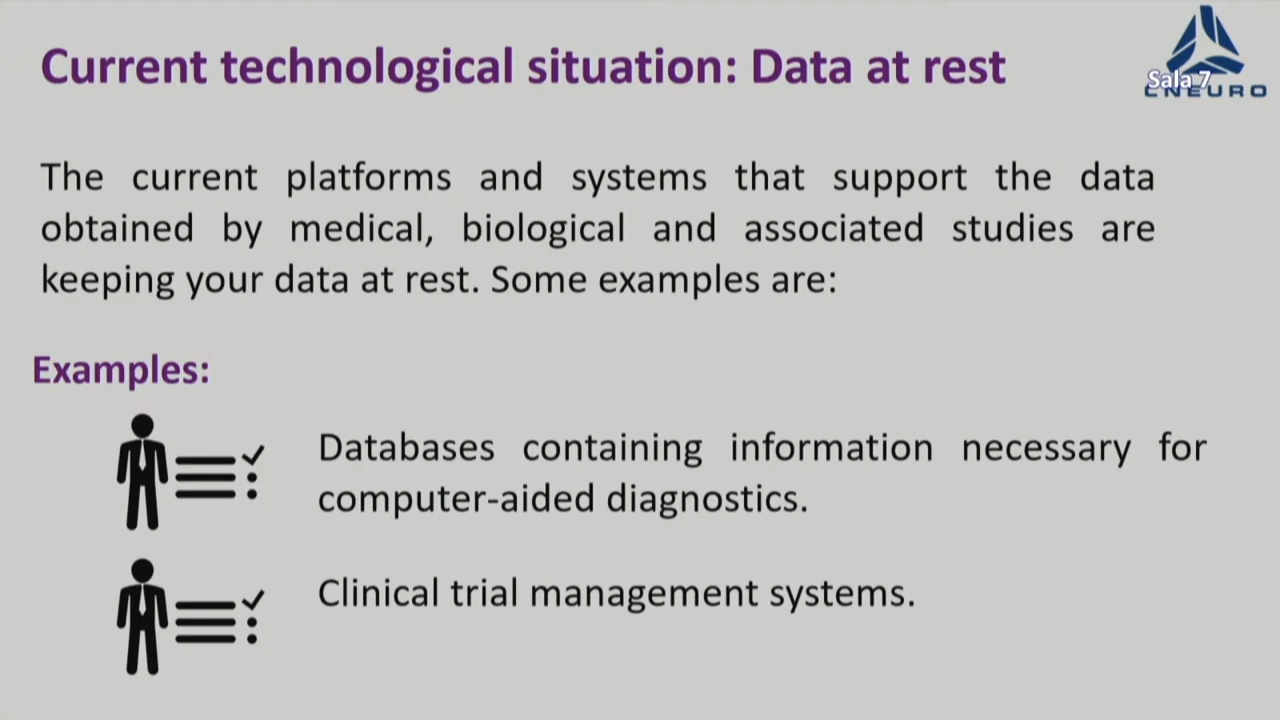 Current technological situation: Data at rest
Sala 7
CNEURO
The current platforms and systems that support the data
obtained by medical, biological and associated studies are
keeping your data at rest. Some examples are:
Examples:
Databases containing information necessary for
computer-aided diagnostics.
Clinical trial management systems.